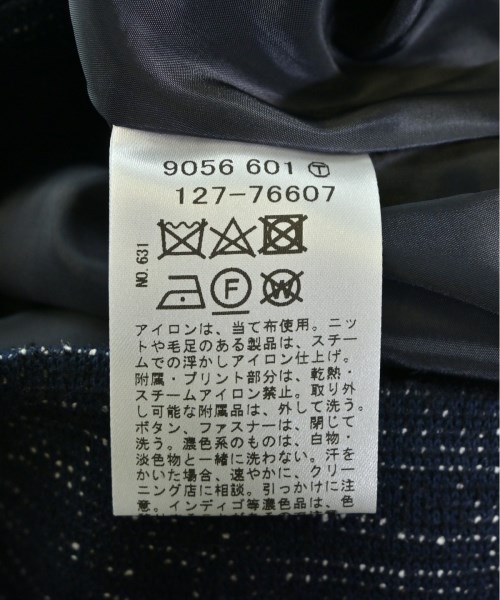 9056 601 Ⓣ
127-76607
NO. 631
F
W
アイロンは、当て布使用。ニッ
トや毛足のある製品は、スチー
ムでの浮かしアイロン仕上げ。
附属・プリント部分は、乾熱・
スチームアイロン禁止。取り外
し可能な附属品は、外して洗う。
ボタン、ファスナーは、閉じて
洗う。濃色系のものは、白物・
淡色物と一緒に洗わない。汗を
かいた場合、速やかに、クリー
ニング店に相談。引っかけに注
意。インディゴ等濃色品は、色